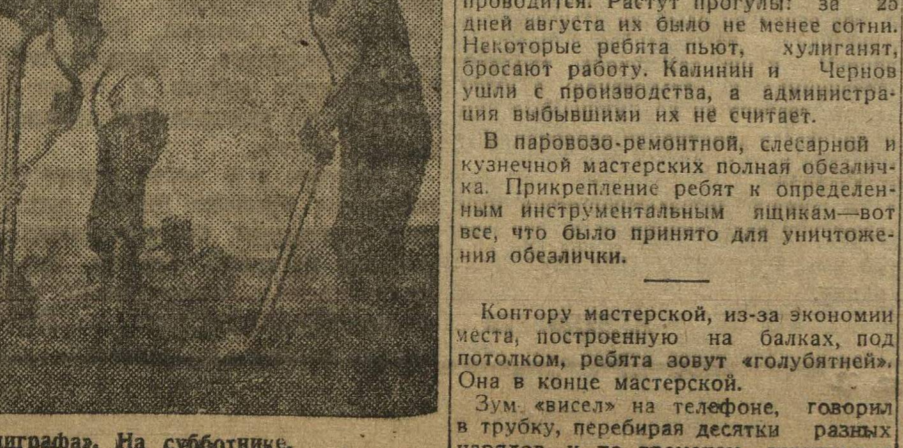 проводится. Растут прогулы: за 25
дней августа их было не менее сотни.
Некоторые ребята пьют, хулиганят,
бросают работу. Калинин и Чернов
ушли с производства, а администра-
ция выбывшими их не считает.
В паровозо-ремонтной, слесарной и
кузнечной мастерских полная обезлич-
ка. Прикрепление ребят к определен-
ным инструментальным ящикам—вот
все, что было принято для уничтоже-
ния обезлички.
Контору мастерской, из-за экономии
места, построенную на балках, под
потолком, ребята зовут «голубятней».
Она в конце мастерской.
Зум «висел» на телефоне, говорил
в трубку, перебирая десятки разных
играфа». На субботнике.